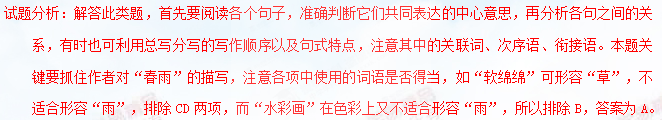 试题分析：解答此类题，首先要阅读各个句子，准确判断它们共同表达的中心意思，再分析各句之间的关
系，有时也可利用总写分写的写作顺序以及句式特点，注意其中的关联词、次序语、衔接语。本题关
键要抓住作者对“春雨”的描写，注意各项中使用的词语是否得当，如“软绵绵”可形容“草”，不
适合形容“雨”，排除 CD 两项，而“水彩画”在色彩上又不适合形容“雨”，所以排除 B，答案为 A。